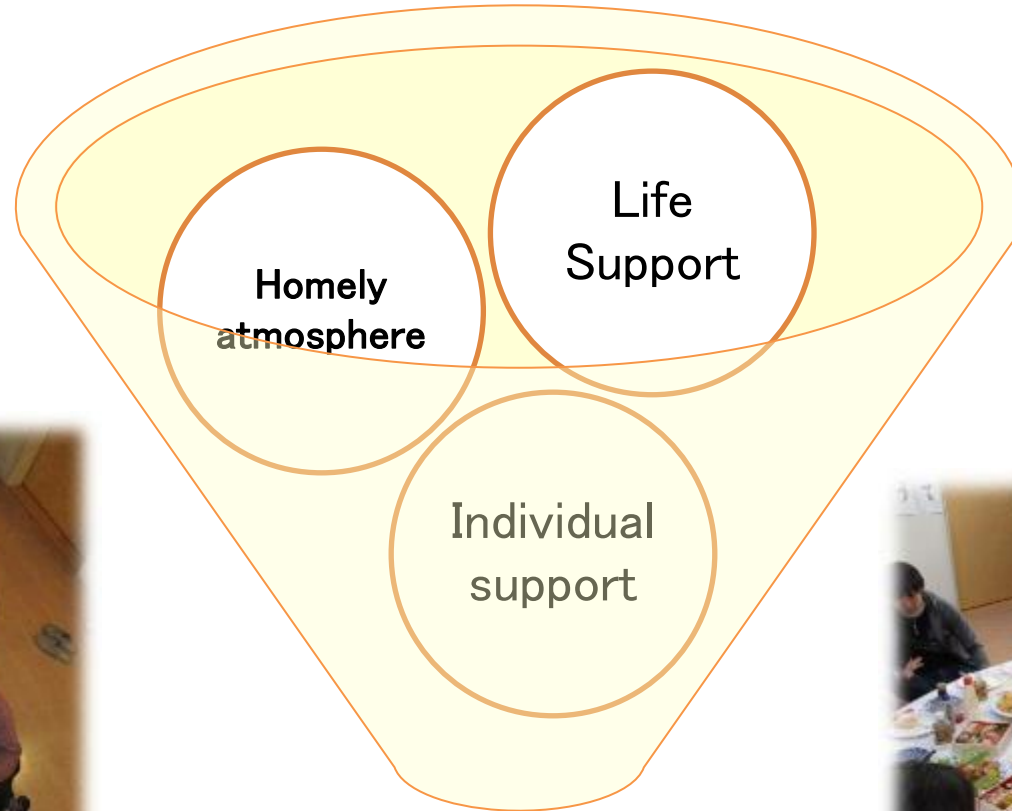 Life
Support
Homely
atmosphere
Individual
support